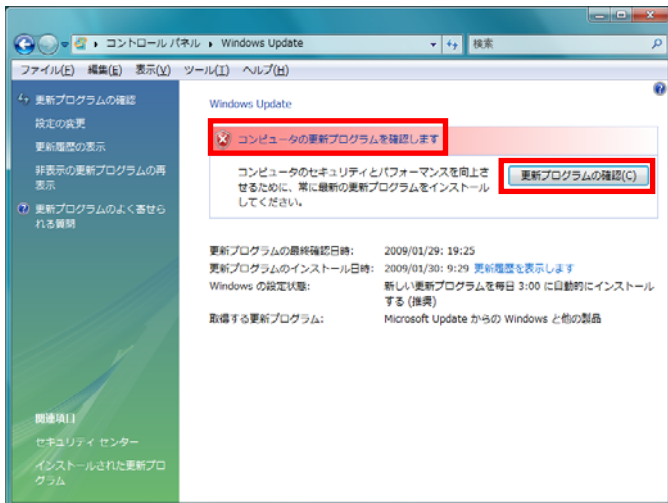 コントロール パネル ▸ Windows Update
検索
ファイル(F) 編集(E) 表示(V) ツール(T) ヘルプ(H)
更新プログラムの確認
設定の変更
更新履歴の表示
非表示の更新プログラムの再
表示
更新プログラムのよく寄せら
れる質問
Windows Update
コンピュータの更新プログラムを確認します
コンピュータのセキュリティとパフォーマンスを向上さ
せるために、常に最新の更新プログラムをインストール
してください。
更新プログラムの確認(C)
更新プログラムの最終確認日時: 2009/01/29: 19:25
更新プログラムのインストール日時: 2009/01/30: 9:29 更新履歴を表示します
Windows の設定状態: 新しい更新プログラムを毎日 3:00 に自動的にインストール
する (推奨)
取得する更新プログラム: Microsoft Update からの Windows と他の製品
関連項目
セキュリティ センター
インストールされた更新プロ
グラム